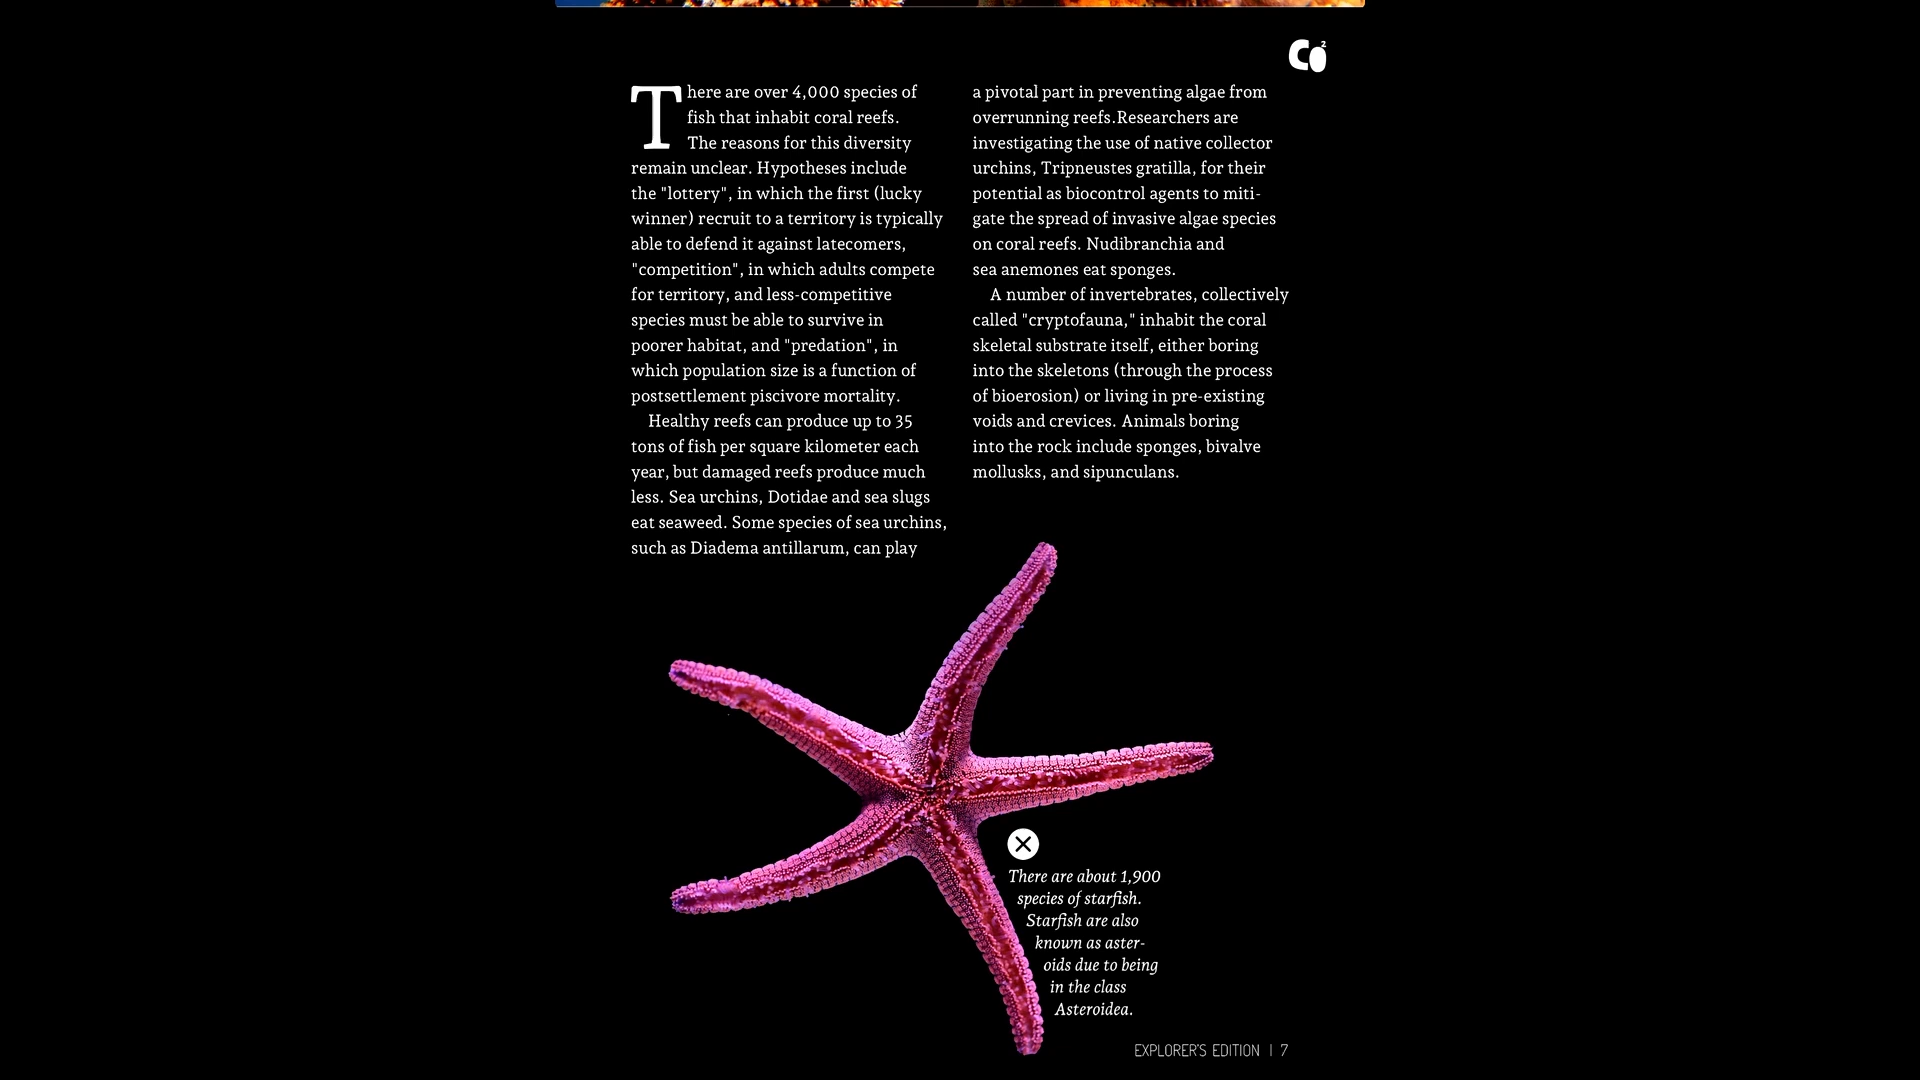 CO²
There are over 4,000 species of
fish that inhabit coral reefs.
The reasons for this diversity
remain unclear. Hypotheses include
the "lottery", in which the first (lucky
winner) recruit to a territory is typically
able to defend it against latecomers,
"competition", in which adults compete
for territory, and less-competitive
species must be able to survive in
poorer habitat, and "predation", in
which population size is a function of
postsettlement piscivore mortality.
Healthy reefs can produce up to 35
tons of fish per square kilometer each
year, but damaged reefs produce much
less. Sea urchins, Dotidae and sea slugs
eat seaweed. Some species of sea urchins,
such as Diadema antillarum, can play
a pivotal part in preventing algae from
overrunning reefs.Researchers are
investigating the use of native collector
urchins, Tripneustes gratilla, for their
potential as biocontrol agents to miti-
gate the spread of invasive algae species
on coral reefs. Nudibranchia and
sea anemones eat sponges.
A number of invertebrates, collectively
called "cryptofauna," inhabit the coral
skeletal substrate itself, either boring
into the skeletons (through the process
of bioerosion) or living in pre-existing
voids and crevices. Animals boring
into the rock include sponges, bivalve
mollusks, and sipunculans.
There are about 1,900
species of starfish.
Starfish are also
known as aster-
oids due to being
in the class
Asteroidea.
EXPLORER'S EDITION | 7